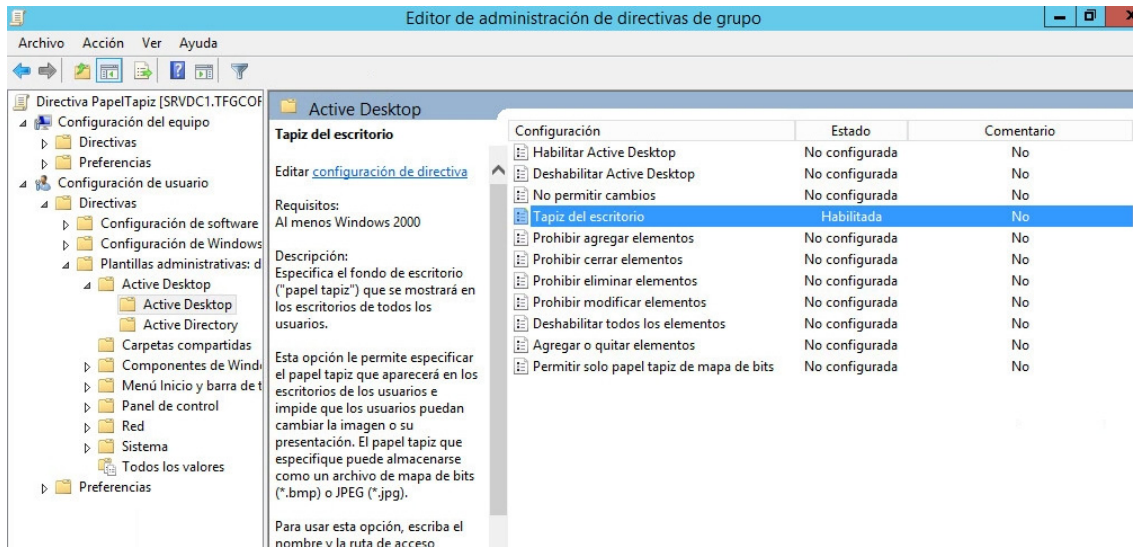 Editor de administración de directivas de grupo
Archivo Acción Ver Ayuda
Directiva PapelTapiz [SRVDC1.TFGCOF
Configuración del equipo
Directivas
Preferencias
Configuración de usuario
Directivas
Configuración de software
Configuración de Windows
Plantillas administrativas: d
Active Desktop
Active Desktop
Active Directory
Carpetas compartidas
Componentes de Wind
Menú Inicio y barra de t
Panel de control
Red
Sistema
Todos los valores
Preferencias
Active Desktop
Tapiz del escritorio
Editar configuración de directiva
Requisitos:
Al menos Windows 2000
Descripción:
Especifica el fondo de escritorio
("papel tapiz") que se mostrará en
los escritorios de todos los
usuarios.
Esta opción le permite especificar
el papel tapiz que aparecerá en los
escritorios de los usuarios e
impide que los usuarios puedan
cambiar la imagen o su
presentación. El papel tapiz que
especifique puede almacenarse
como un archivo de mapa de bits
(*.bmp) o JPEG (*.jpg).
Para usar esta opción, escriba el
nombre y la ruta de acceso
Configuración Estado Comentario
Habilitar Active Desktop No configurada No
Deshabilitar Active Desktop No configurada No
No permitir cambios No configurada No
Tapiz del escritorio Habilitada No
Prohibir agregar elementos No configurada No
Prohibir cerrar elementos No configurada No
Prohibir eliminar elementos No configurada No
Prohibir modificar elementos No configurada No
Deshabilitar todos los elementos No configurada No
Agregar o quitar elementos No configurada No
Permitir solo papel tapiz de mapa de bits No configurada No